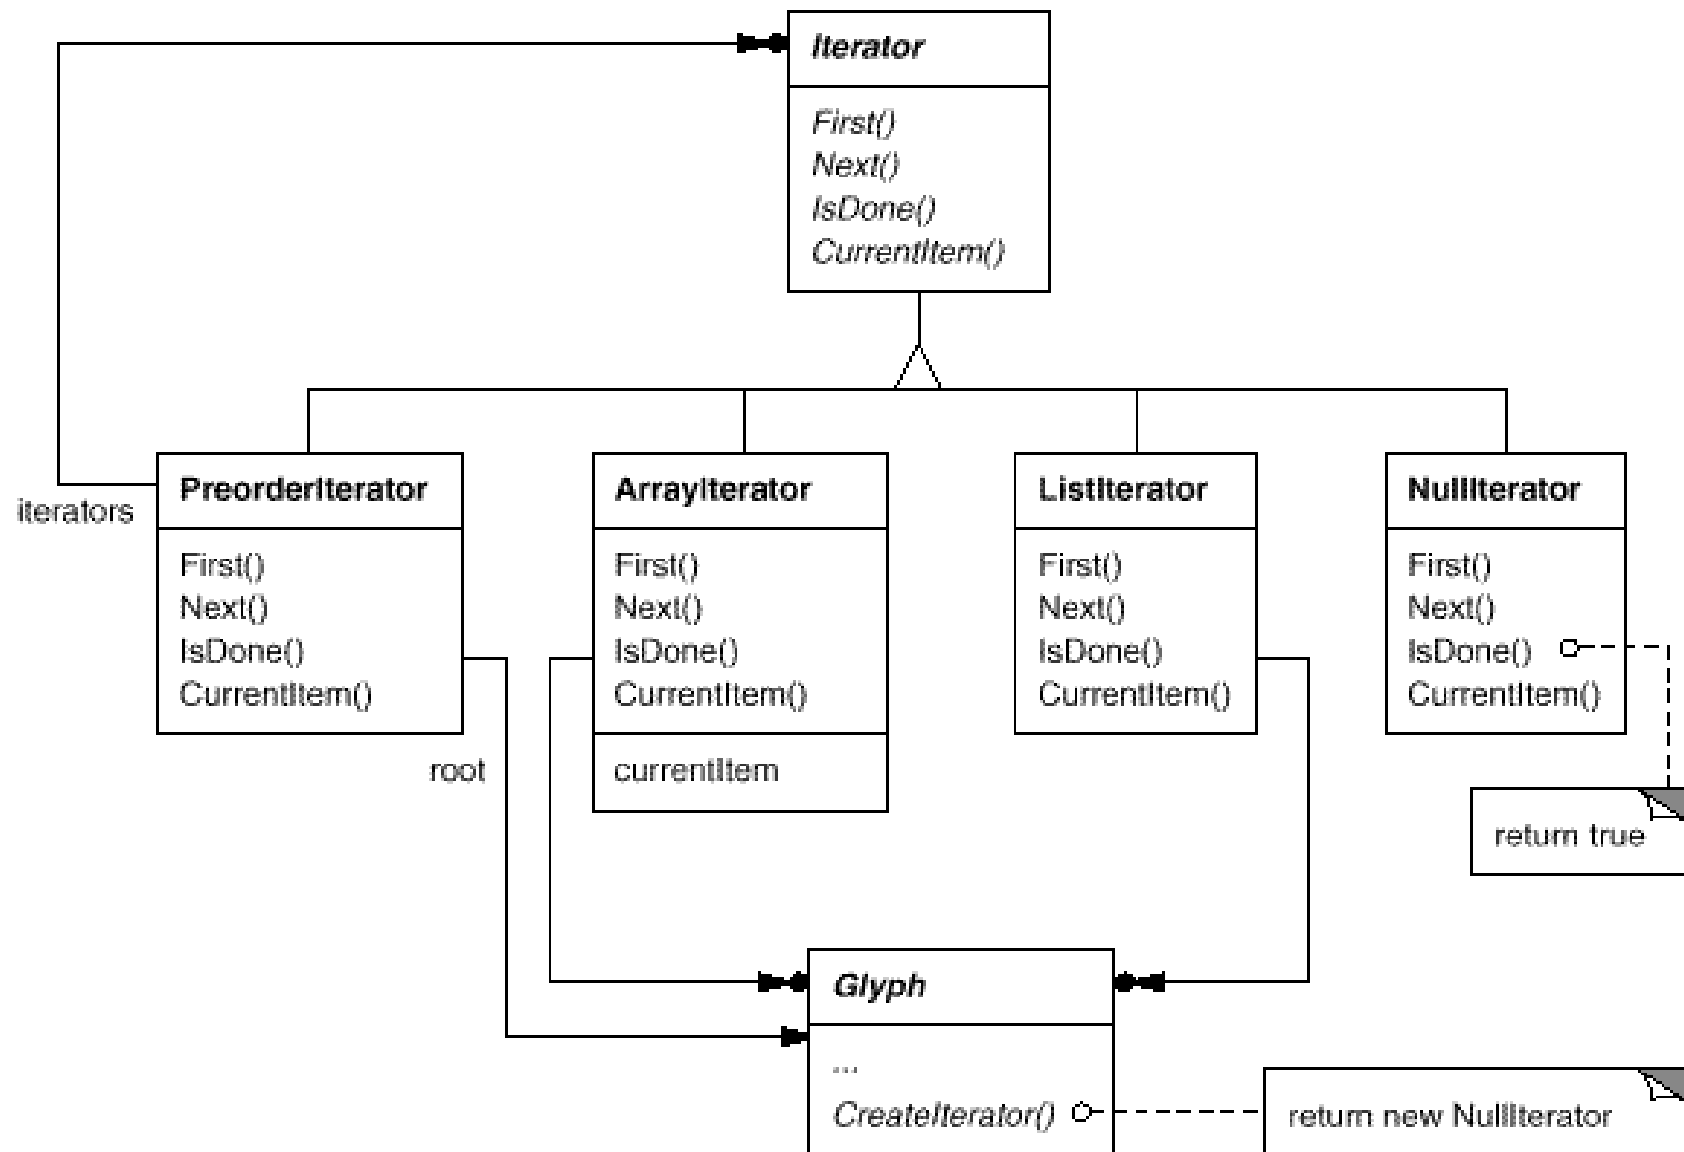 Iterator
First()
Next()
IsDone()
CurrentItem()
iterators
PreorderIterator
First()
Next()
IsDone()
CurrentItem()
root
ArrayIterator
First()
Next()
IsDone()
CurrentItem()
currentItem
ListIterator
First()
Next()
IsDone()
CurrentItem()
NullIterator
First()
Next()
IsDone()
CurrentItem()
return true
Glyph
...
CreateIterator()
return new NullIterator